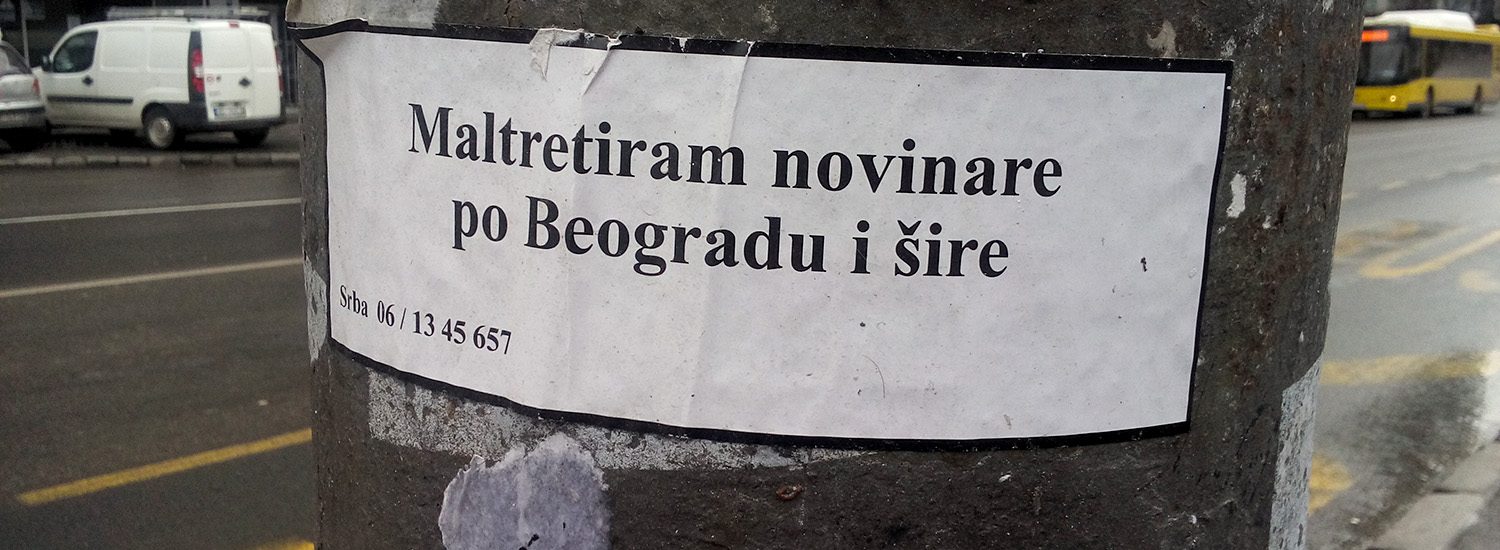 Maltretiram novinare
po Beogradu i šire
Srba 06 / 13 45 657